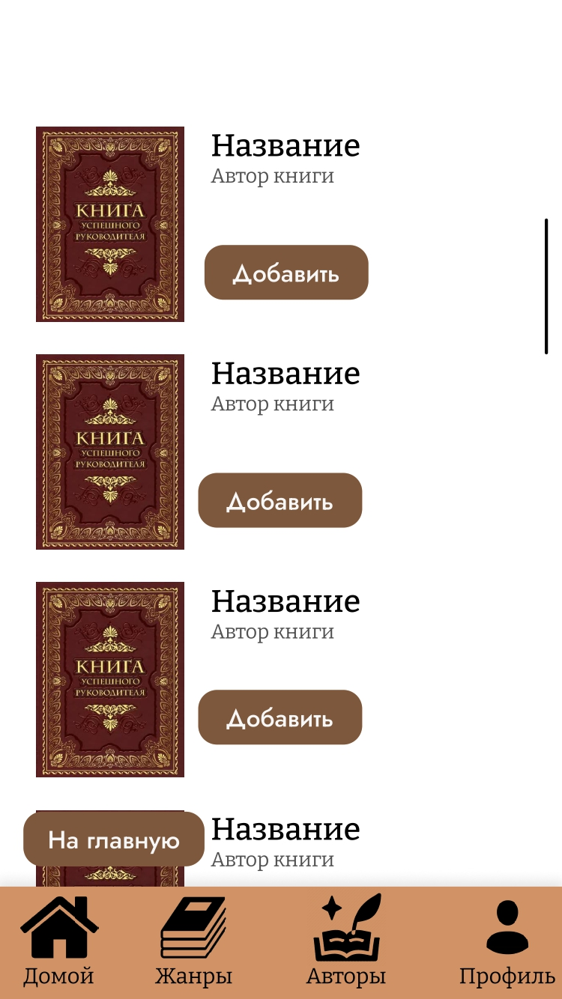 КНИГА
УСПЕШНОГО
РУКОВОДИТЕЛЯ
Название
Автор книги
Добавить
КНИГА
УСПЕШНОГО
РУКОВОДИТЕЛЯ
Название
Автор книги
Добавить
КНИГА
УСПЕШНОГО
РУКОВОДИТЕЛЯ
Название
Автор книги
Добавить
На главную
Название
Автор книги
Домой
Жанры
Авторы
Профиль